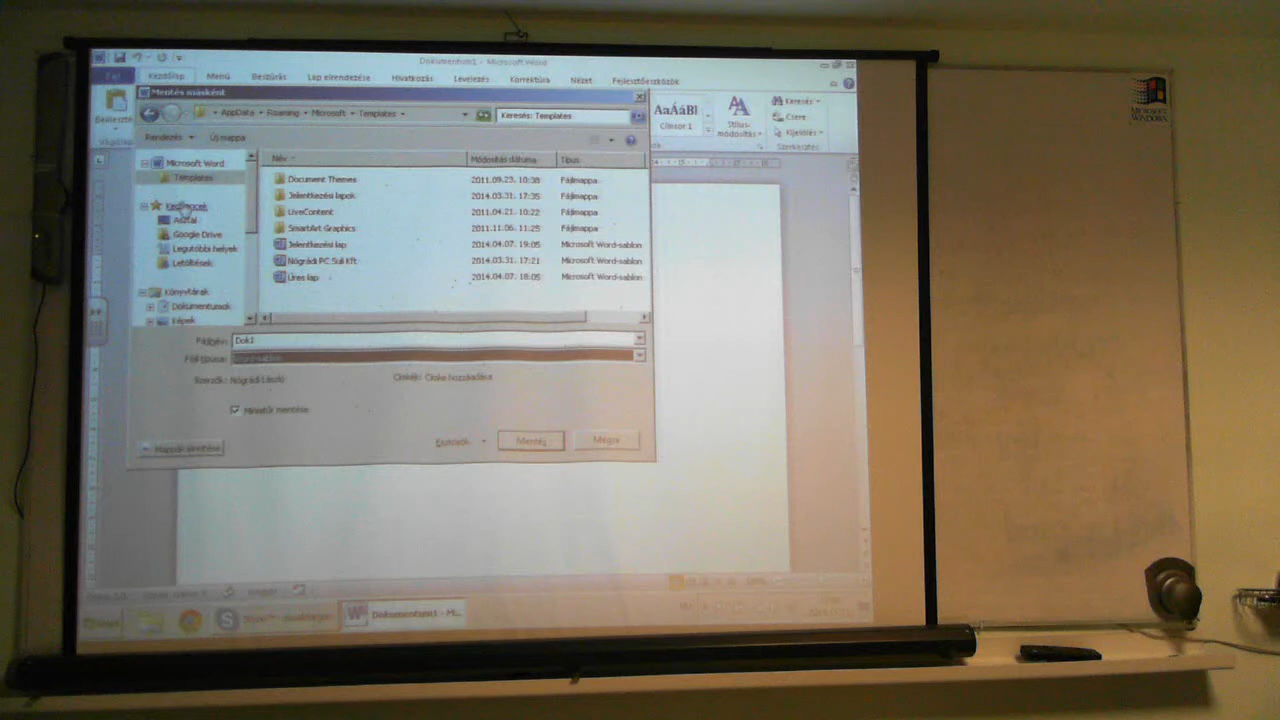 Dokumentum1 - Microsoft Word
Fájl Kezdőlap Menü Beszúrás Lap elrendezése Hivatkozás Levelezés Korrektúra Nézet Fejlesztőeszközök
Mentés másként
AppData Roaming Microsoft Templates
Keresés: Templates
Rendezés Új mappa
Beillesztés
AaÁáBl
Címsor 1
Stílus-
módosítás
Keresés
Csere
Kijelölés
Szerkesztés
Microsoft Word
Templates
Kedvencek
Asztal
Google Drive
Legutóbbi helyek
Letöltések
Könyvtárak
Dokumentumok
Képek
Név Módosítás dátuma Típus
Document Themes 2011.09.23. 10:38 Fájlmappa
Jelentkezési lapok 2014.03.31. 17:35 Fájlmappa
LiveContent 2011.04.21. 10:22 Fájlmappa
SmartArt Graphics 2011.11.06. 11:25 Fájlmappa
Jelentkezési lap 2014.04.07. 19:05 Microsoft Word-sablon
Nógrádi PC Suli Kft 2014.03.31. 17:21 Microsoft Word-sablon
Üres lap 2014.04.07. 18:05 Microsoft Word-sablon
Fájlnév: Dok1
Fájl típusa: Word-sablon
Szerzők: Nógrádi László Címkék: Címke hozzáadása
Miniatűr mentése
Mappák elrejtése
Eszközök Mentés Mégse
Dokumentum1 - M...
MICROSOFT
WINDOWS